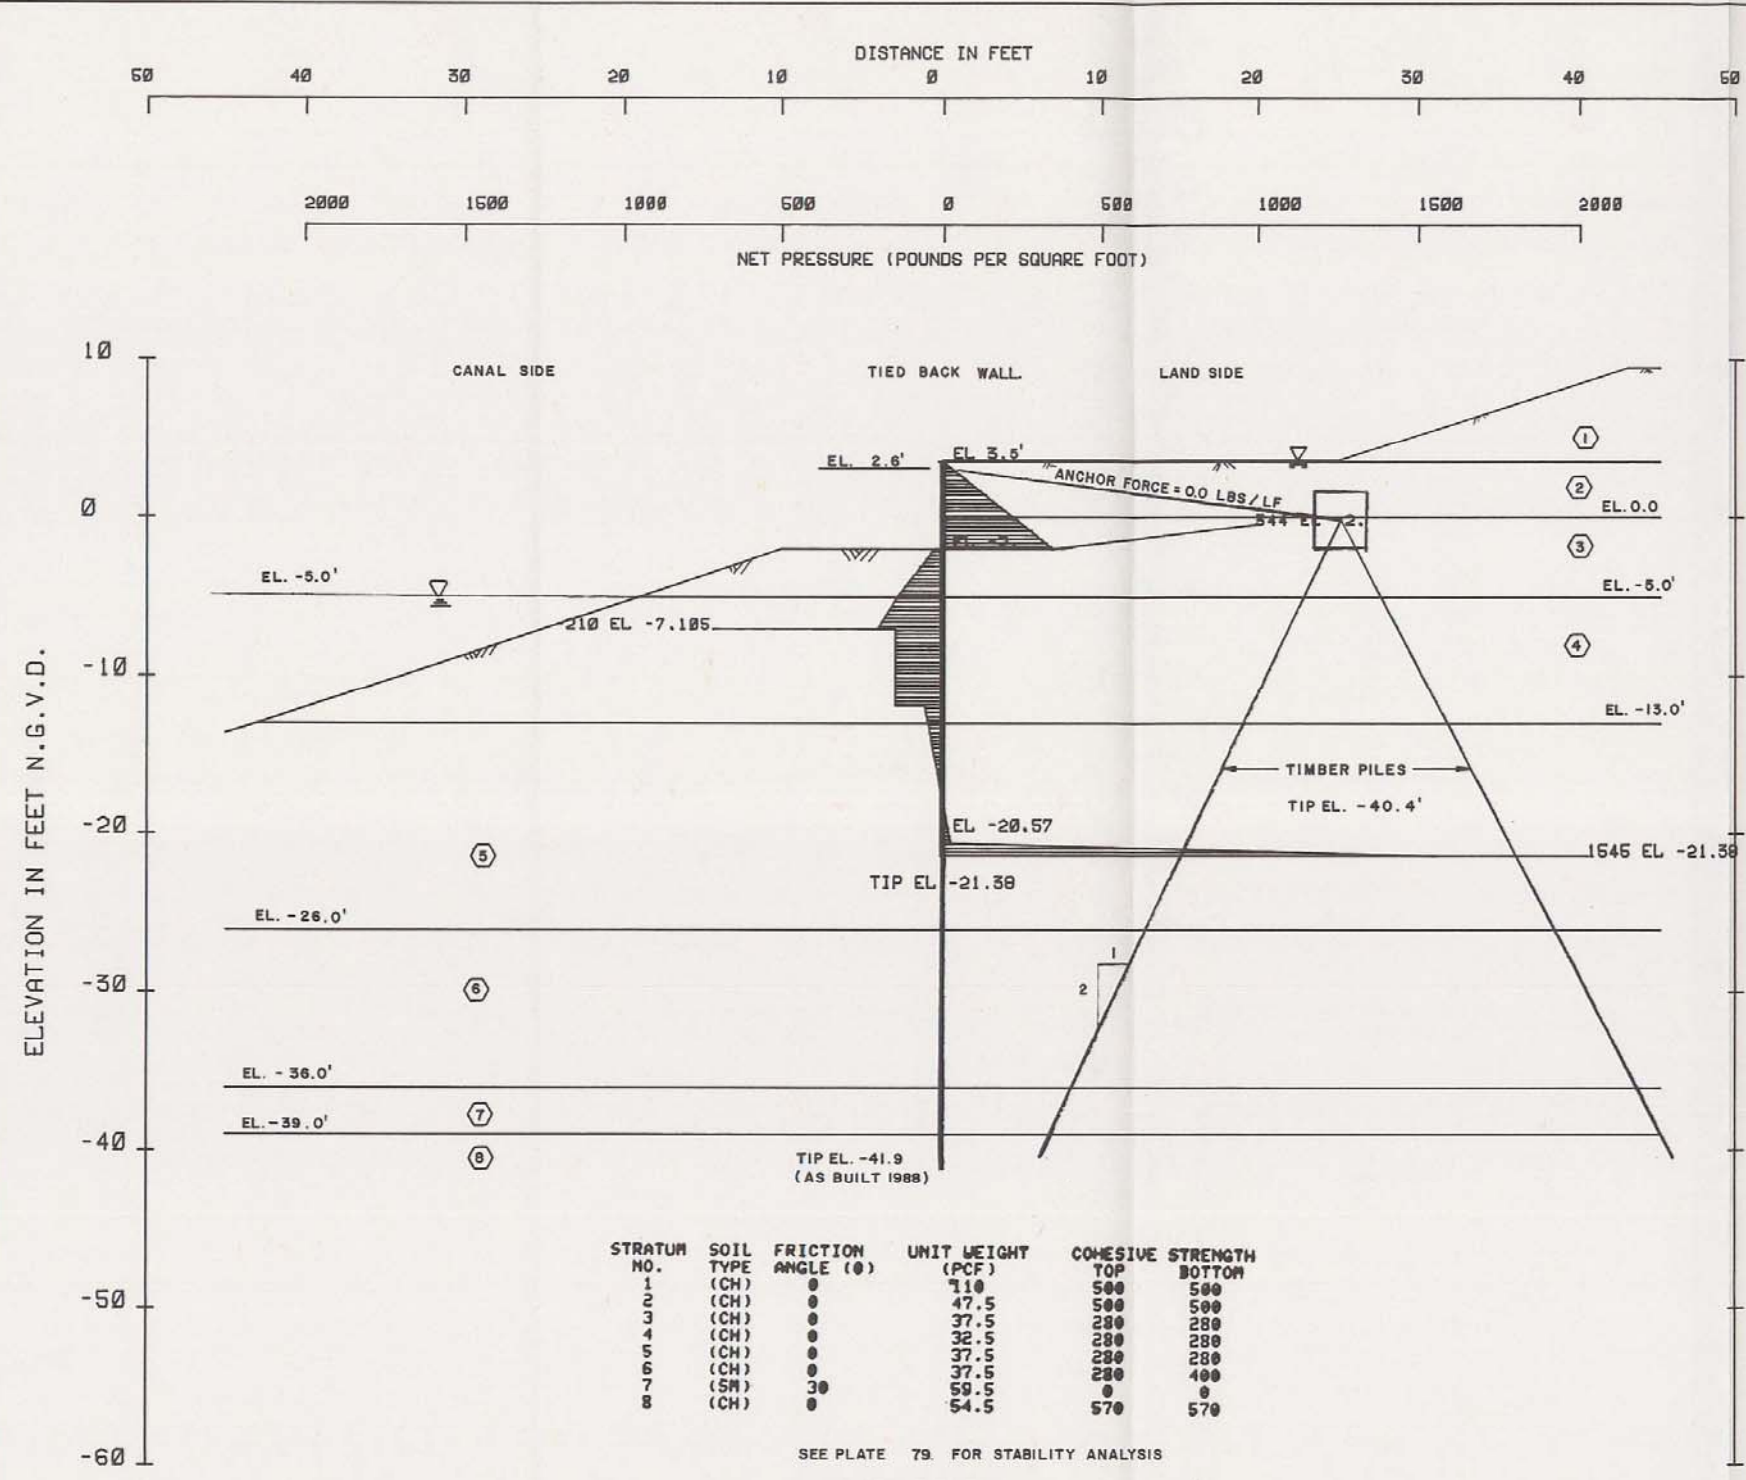 DISTANCE IN FEET
50 40 30 20 10 0 10 20 30 40 50
2000 1500 1000 500 0 500 1000 1500 2000
NET PRESSURE (POUNDS PER SQUARE FOOT)
10
CANAL SIDE
TIED BACK WALL.
LAND SIDE
1
EL. 2.6'
EL 3.5'
ANCHOR FORCE = 0.0 LBS/LF
2
0
EL. 0.0
344 EL -2.
EL -2.
3
EL. -5.0'
EL. -5.0'
210 EL -7.105
4
-10
EL. -13.0'
TIMBER PILES
TIP EL. -40.4'
-20
EL -20.57
5
1545 EL -21.38
TIP EL -21.38
ELEVATION IN FEET N.G.V.D.
EL. -26.0'
1
2
-30
6
EL. -36.0'
7
EL. -39.0'
-40
8
TIP EL. -41.9
(AS BUILT 1988)
STRATUM SOIL FRICTION UNIT WEIGHT COHESIVE STRENGTH
NO. TYPE ANGLE (0) (PCF) TOP BOTTOM
1 (CH) 0 110 500 500
2 (CH) 0 47.5 500 500
3 (CH) 0 37.5 280 280
4 (CH) 0 32.5 280 280
5 (CH) 0 37.5 280 280
6 (CH) 0 37.5 280 400
7 (SM) 30 59.5 0 0
8 (CH) 0 54.5 570 570
-50
SEE PLATE 79. FOR STABILITY ANALYSIS
-60